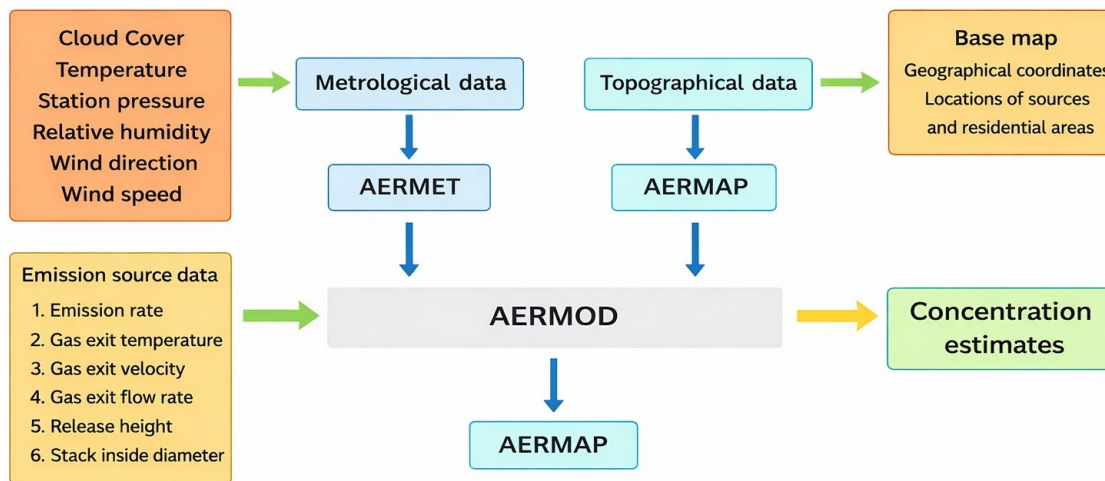 Cloud Cover
Temperature
Station pressure
Relative humidity
Wind direction
Wind speed
Metrological data
Topographical data
Base map
Geographical coordinates
Locations of sources
and residential areas
AERMET
AERMAP
Emission source data
1. Emission rate
2. Gas exit temperature
3. Gas exit velocity
4. Gas exit flow rate
5. Release height
6. Stack inside diameter
AERMOD
Concentration
estimates
AERMAP